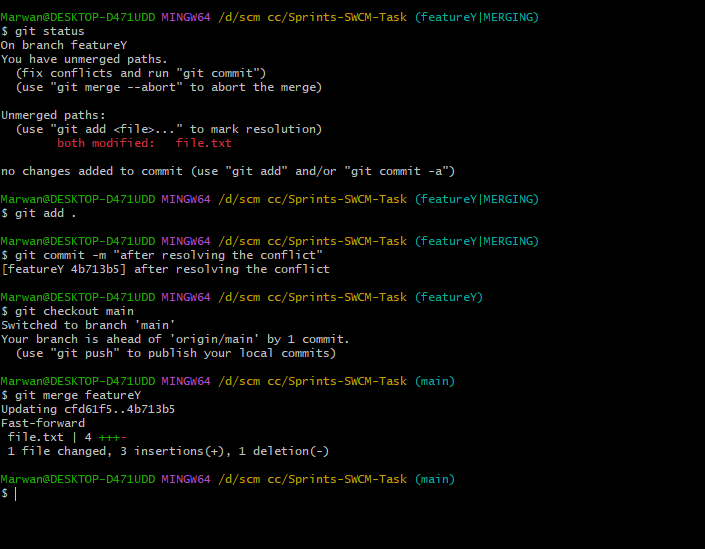 Marwan@DESKTOP-D471UDD MINGW64 /d/scm cc/Sprints-SWCM-Task (featureY|MERGING)
$ git status
On branch featureY
You have unmerged paths.
  (fix conflicts and run "git commit")
  (use "git merge --abort" to abort the merge)

Unmerged paths:
  (use "git add <file>..." to mark resolution)
        both modified:   file.txt

no changes added to commit (use "git add" and/or "git commit -a")

Marwan@DESKTOP-D471UDD MINGW64 /d/scm cc/Sprints-SWCM-Task (featureY|MERGING)
$ git add .

Marwan@DESKTOP-D471UDD MINGW64 /d/scm cc/Sprints-SWCM-Task (featureY|MERGING)
$ git commit -m "after resolving the conflict"
[featureY 4b713b5] after resolving the conflict

Marwan@DESKTOP-D471UDD MINGW64 /d/scm cc/Sprints-SWCM-Task (featureY)
$ git checkout main
Switched to branch 'main'
Your branch is ahead of 'origin/main' by 1 commit.
  (use "git push" to publish your local commits)

Marwan@DESKTOP-D471UDD MINGW64 /d/scm cc/Sprints-SWCM-Task (main)
$ git merge featureY
Updating cfd61f5..4b713b5
Fast-forward
 file.txt | 4 +++-
 1 file changed, 3 insertions(+), 1 deletion(-)

Marwan@DESKTOP-D471UDD MINGW64 /d/scm cc/Sprints-SWCM-Task (main)
$